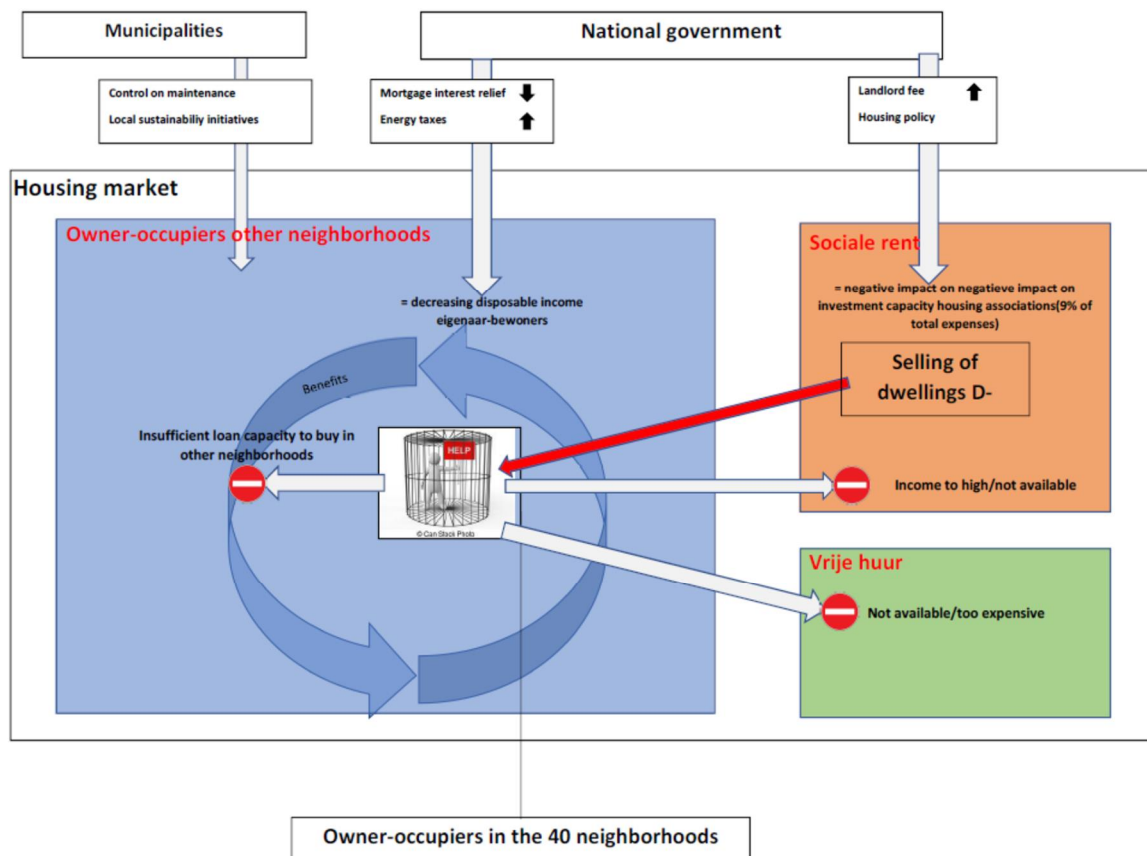 Municipalities
National government
Control on maintenance
Local sustainabiliy initiatives
Mortgage interest relief
Energy taxes
Landlord fee
Housing policy
Housing market
Owner-occupiers other neighborhoods
= decreasing disposable income
eigenaar-bewoners
Benefits
Insufficient loan capacity to buy in
other neighborhoods
HELP
© Can Stock Photo
Sociale rent
= negative impact on negatieve impact on
investment capacity housing associations(9% of
total expenses)
Selling of
dwellings D-
Income to high/not available
Vrije huur
Not available/too expensive
Owner-occupiers in the 40 neighborhoods